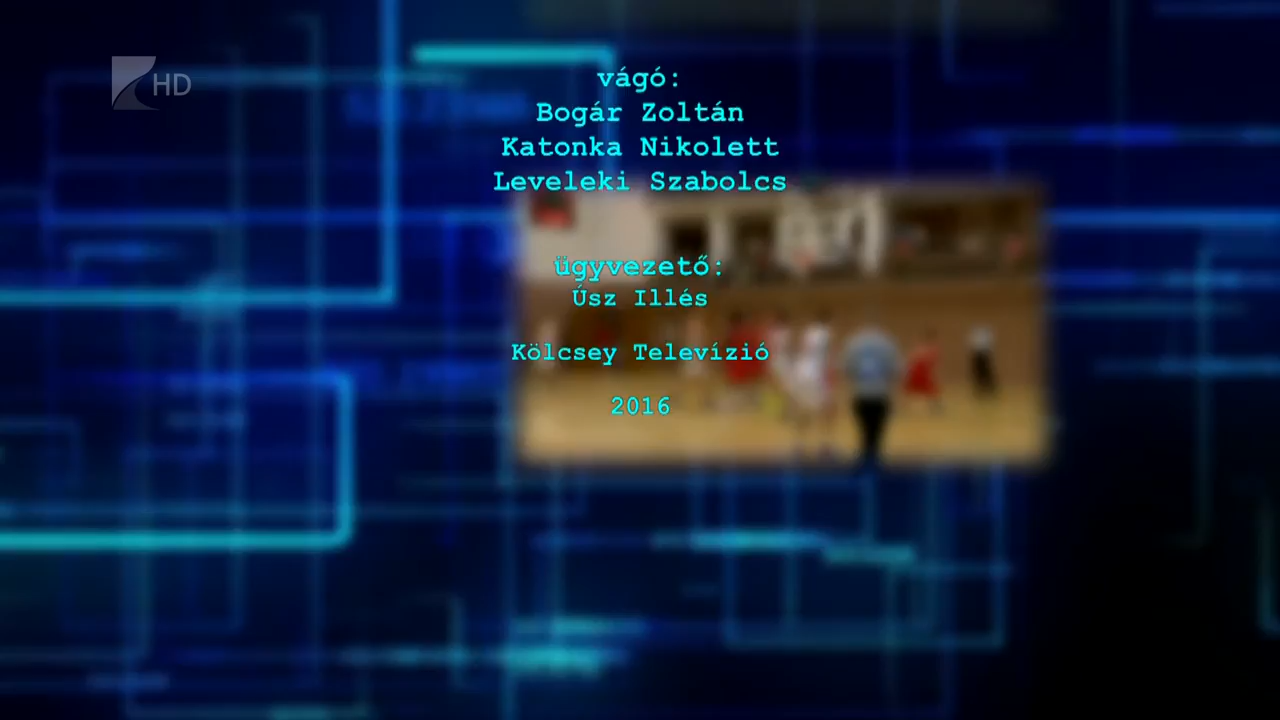 HD
vágó:
Bogár Zoltán
Katonka Nikolett
Leveleki Szabolcs
ügyvezető:
Úsz Illés
Kölcsey Televízió
2016